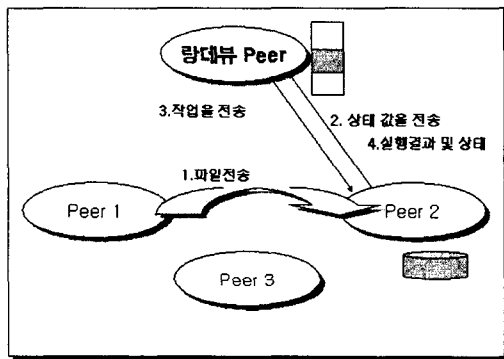 랑데뷰 Peer
3.작업을 전송
2. 상태 값을 전송
4.실행결과 및 상태
1.파일전송
Peer 1
Peer 2
Peer 3